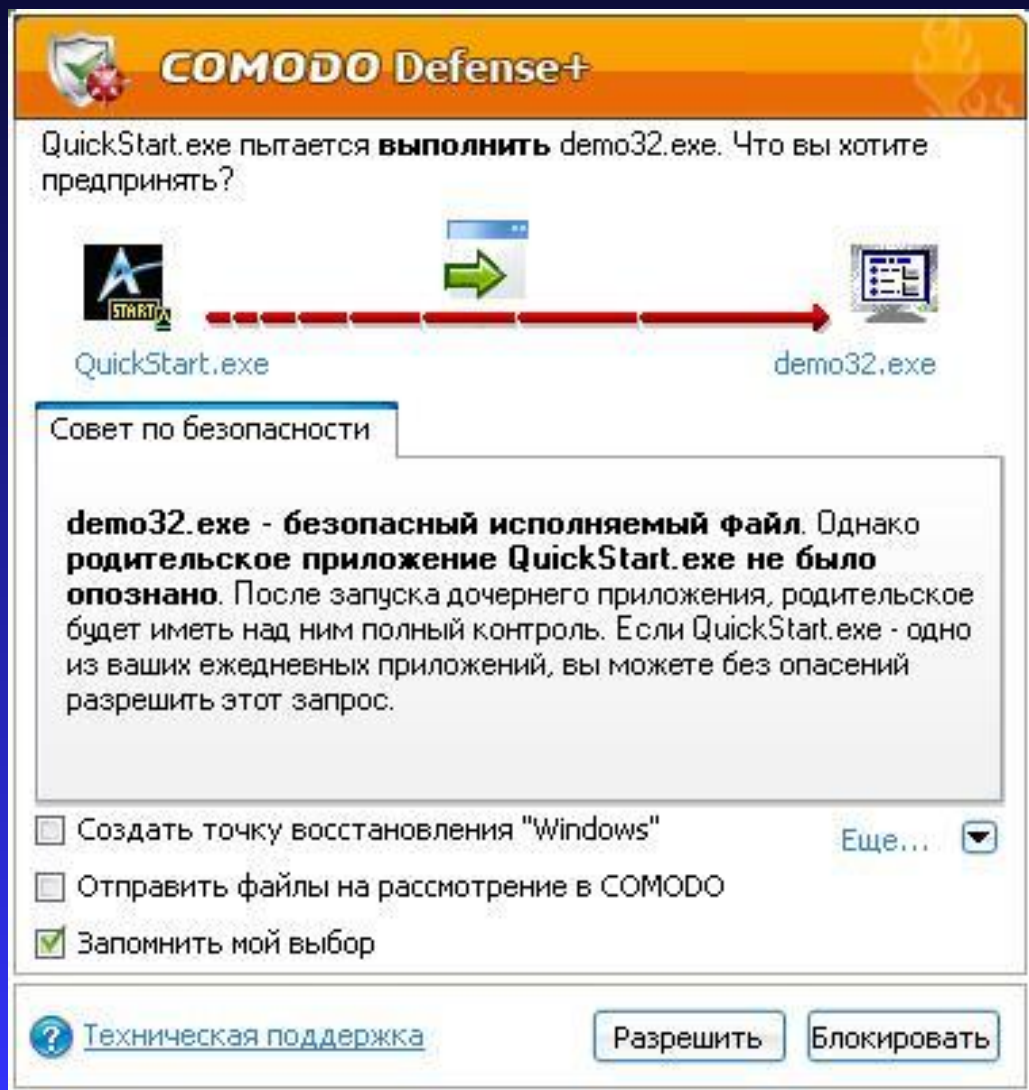 COMODO Defense+
QuickStart.exe пытается выполнить demo32.exe. Что вы хотите
предпринять?
START
QuickStart.exe
demo32.exe
Совет по безопасности
demo32.exe - безопасный исполняемый файл. Однако
родительское приложение QuickStart.exe не было
опознано. После запуска дочернего приложения, родительское
будет иметь над ним полный контроль. Если QuickStart.exe - одно
из ваших ежедневных приложений, вы можете без опасений
разрешить этот запрос.
Создать точку восстановления "Windows"
Еще...
Отправить файлы на рассмотрение в COMODO
Запомнить мой выбор
Техническая поддержка
Разрешить
Блокировать